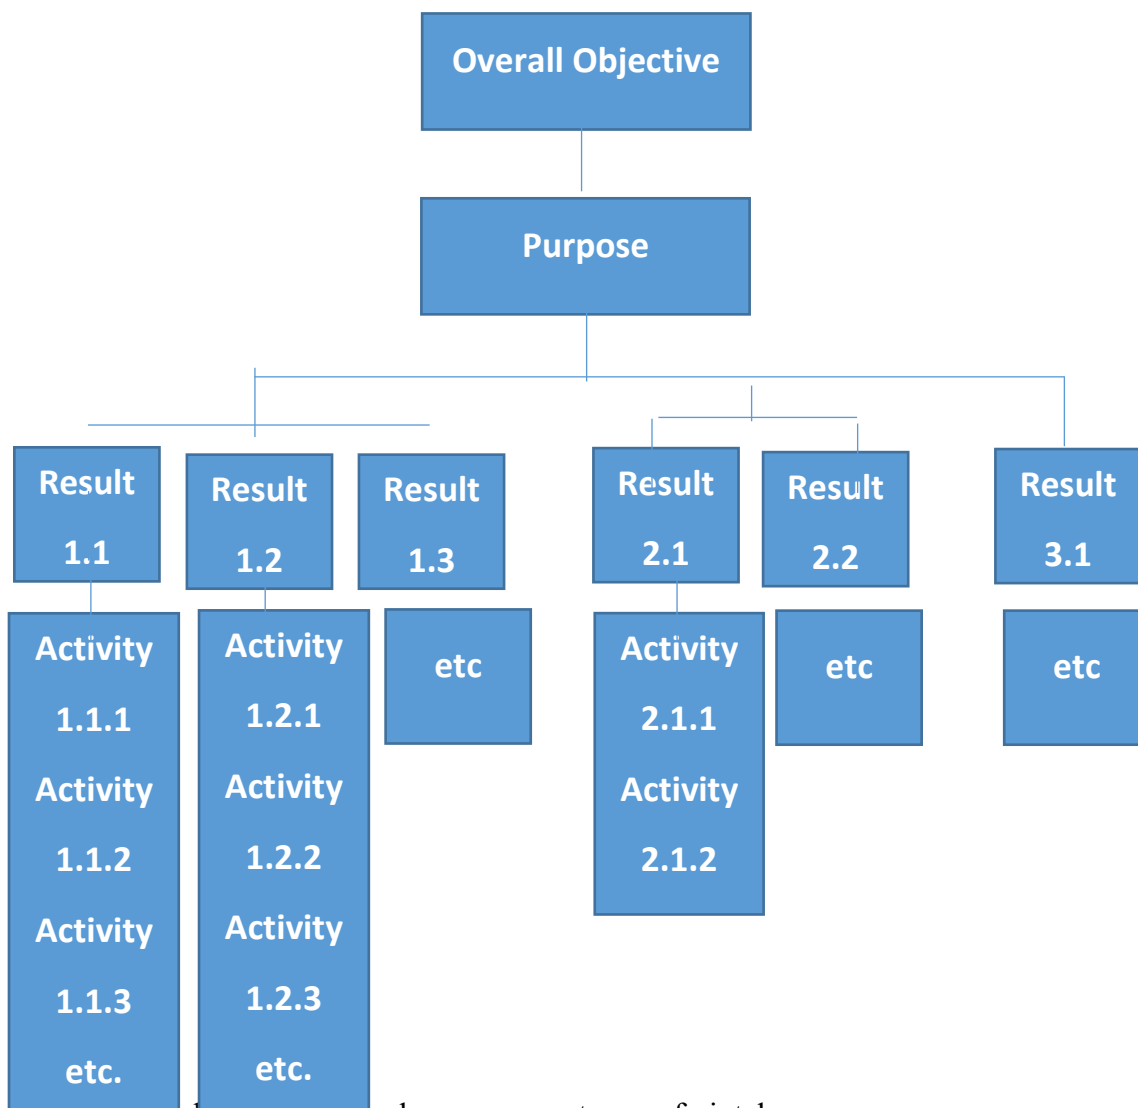 Overall Objective
Purpose
Result
1.1
Result
1.2
Result
1.3
Result
2.1
Result
2.2
Result
3.1
Activity
1.1.1
Activity
1.1.2
Activity
1.1.3
etc.
Activity
1.2.1
Activity
1.2.2
Activity
1.2.3
etc.
etc
Activity
2.1.1
Activity
2.1.2
etc
etc